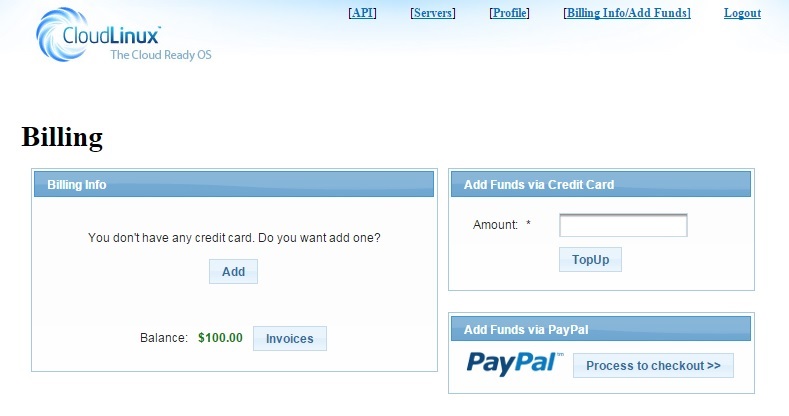 [API] [Servers] [Profile] [Billing Info/Add Funds] Logout
CloudLinux™
The Cloud Ready OS
Billing
Billing Info
You don't have any credit card. Do you want add one?
Add
Balance: $100.00 Invoices
Add Funds via Credit Card
Amount: *
TopUp
Add Funds via PayPal
PayPal™ Process to checkout >>